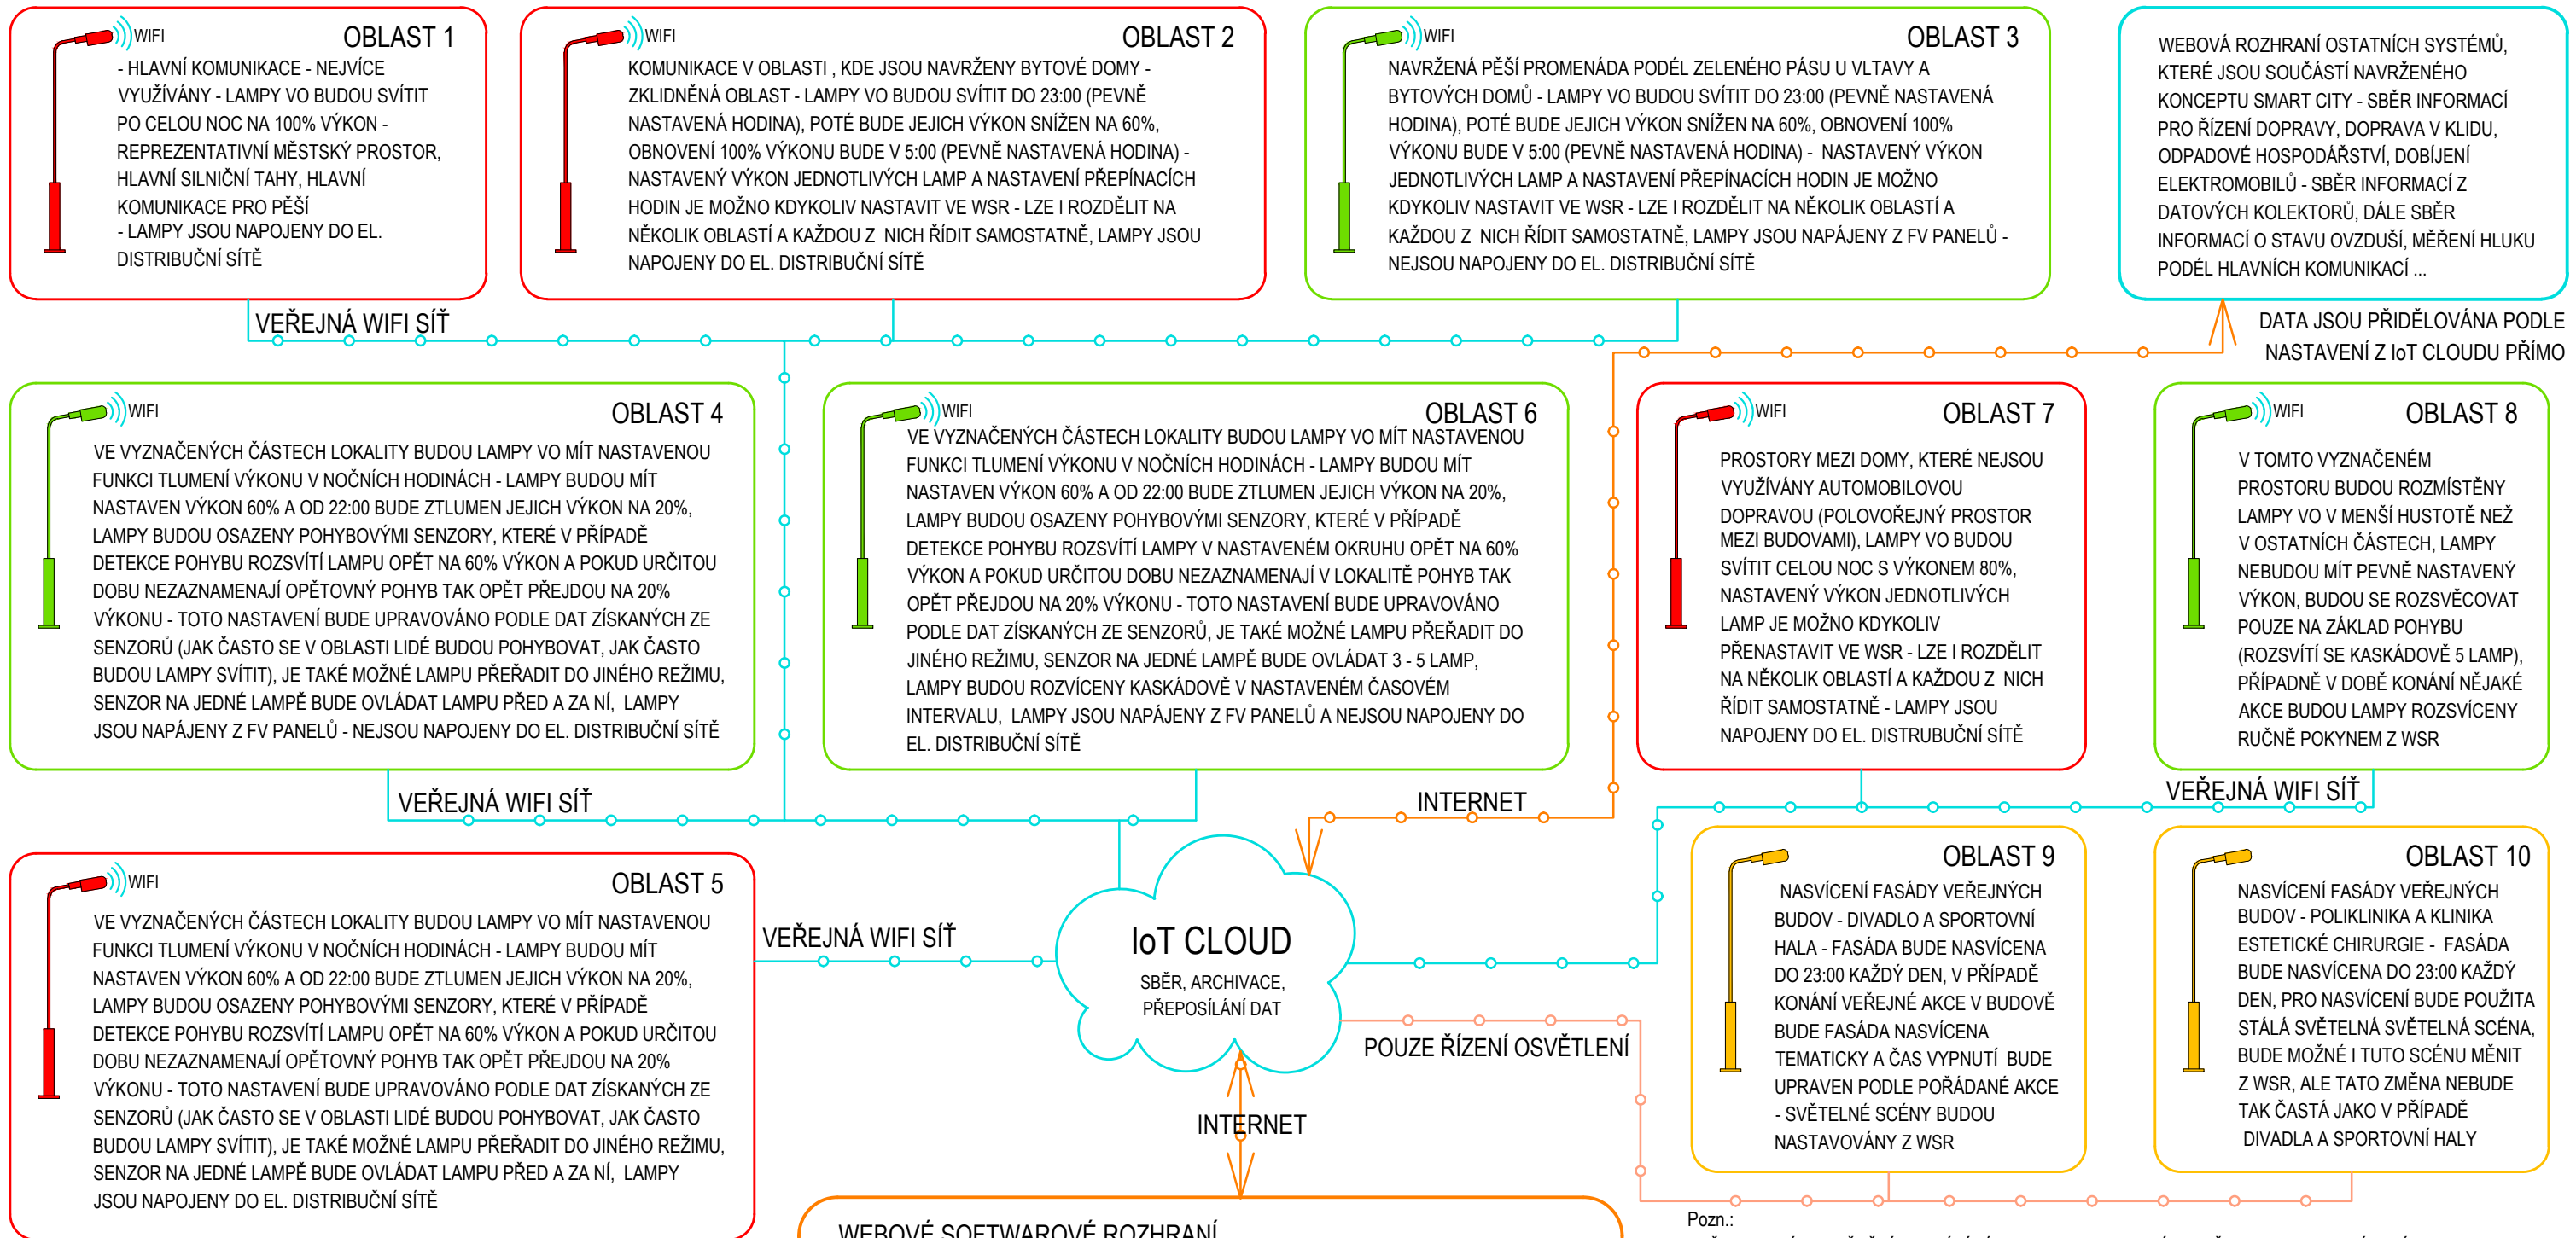 WIFI
OBLAST 1
- HLAVNÍ KOMUNIKACE - NEJVÍCE
VYUŽÍVÁNY - LAMPY VO BUDOU SVÍTIT
PO CELOU NOC NA 100% VÝKON -
REPREZENTATIVNÍ MĚSTSKÝ PROSTOR,
HLAVNÍ SILNIČNÍ TAHY, HLAVNÍ
KOMUNIKACE PRO PĚŠÍ
- LAMPY JSOU NAPOJENY DO EL.
DISTRIBUČNÍ SÍTĚ
WIFI
OBLAST 2
KOMUNIKACE V OBLASTI , KDE JSOU NAVRŽENY BYTOVÉ DOMY -
ZKLIDNĚNÁ OBLAST - LAMPY VO BUDOU SVÍTIT DO 23:00 (PEVNĚ
NASTAVENÁ HODINA), POTÉ BUDE JEJICH VÝKON SNÍŽEN NA 60%,
OBNOVENÍ 100% VÝKONU BUDE V 5:00 (PEVNĚ NASTAVENÁ HODINA) -
NASTAVENÝ VÝKON JEDNOTLIVÝCH LAMP A NASTAVENÍ PŘEPÍNACÍCH
HODIN JE MOŽNO KDYKOLIV NASTAVIT VE WSR - LZE I ROZDĚLIT NA
NĚKOLIK OBLASTÍ A KAŽDOU Z NICH ŘÍDIT SAMOSTATNĚ, LAMPY JSOU
NAPOJENY DO EL. DISTRIBUČNÍ SÍTĚ
WIFI
OBLAST 3
NAVRŽENÁ PĚŠÍ PROMENÁDA PODÉL ZELENÉHO PÁSU U VLTAVY A
BYTOVÝCH DOMŮ - LAMPY VO BUDOU SVÍTIT DO 23:00 (PEVNĚ NASTAVENÁ
HODINA), POTÉ BUDE JEJICH VÝKON SNÍŽEN NA 60%, OBNOVENÍ 100%
VÝKONU BUDE V 5:00 (PEVNĚ NASTAVENÁ HODINA) - NASTAVENÝ VÝKON
JEDNOTLIVÝCH LAMP A NASTAVENÍ PŘEPÍNACÍCH HODIN JE MOŽNO
KDYKOLIV NASTAVIT VE WSR - LZE I ROZDĚLIT NA NĚKOLIK OBLASTÍ A
KAŽDOU Z NICH ŘÍDIT SAMOSTATNĚ, LAMPY JSOU NAPÁJENY Z FV PANELŮ -
NEJSOU NAPOJENY DO EL. DISTRIBUČNÍ SÍTĚ
WEBOVÁ ROZHRANÍ OSTATNÍCH SYSTÉMŮ,
KTERÉ JSOU SOUČÁSTÍ NAVRŽENÉHO
KONCEPTU SMART CITY - SBĚR INFORMACÍ
PRO ŘÍZENÍ DOPRAVY, DOPRAVA V KLIDU,
ODPADOVÉ HOSPODÁŘSTVÍ, DOBÍJENÍ
ELEKTROMOBILŮ - SBĚR INFORMACÍ Z
DATOVÝCH KOLEKTORŮ, DÁLE SBĚR
INFORMACÍ O STAVU OVZDUŠÍ, MĚŘENÍ HLUKU
PODÉL HLAVNÍCH KOMUNIKACÍ ...
VEŘEJNÁ WIFI SÍŤ
DATA JSOU PŘIDĚLOVÁNA PODLE
NASTAVENÍ Z IoT CLOUDU PŘÍMO
WIFI
OBLAST 4
VE VYZNAČENÝCH ČÁSTECH LOKALITY BUDOU LAMPY VO MÍT NASTAVENOU
FUNKCI TLUMENÍ VÝKONU V NOČNÍCH HODINÁCH - LAMPY BUDOU MÍT
NASTAVEN VÝKON 60% A OD 22:00 BUDE ZTLUMEN JEJICH VÝKON NA 20%,
LAMPY BUDOU OSAZENY POHYBOVÝMI SENZORY, KTERÉ V PŘÍPADĚ
DETEKCE POHYBU ROZSVÍTÍ LAMPU OPĚT NA 60% VÝKON A POKUD URČITOU
DOBU NEZAZNAMENAJÍ OPĚTOVNÝ POHYB TAK OPĚT PŘEJDOU NA 20%
VÝKONU - TOTO NASTAVENÍ BUDE UPRAVOVÁNO PODLE DAT ZÍSKANÝCH ZE
SENZORŮ (JAK ČASTO SE V OBLASTI LIDÉ BUDOU POHYBOVAT, JAK ČASTO
BUDOU LAMPY SVÍTIT), JE TAKÉ MOŽNÉ LAMPU PŘEŘADIT DO JINÉHO REŽIMU,
SENZOR NA JEDNÉ LAMPĚ BUDE OVLÁDAT LAMPU PŘED A ZA NÍ, LAMPY
JSOU NAPÁJENY Z FV PANELŮ - NEJSOU NAPOJENY DO EL. DISTRIBUČNÍ SÍTĚ
WIFI
OBLAST 6
VE VYZNAČENÝCH ČÁSTECH LOKALITY BUDOU LAMPY VO MÍT NASTAVENOU
FUNKCI TLUMENÍ VÝKONU V NOČNÍCH HODINÁCH - LAMPY BUDOU MÍT
NASTAVEN VÝKON 60% A OD 22:00 BUDE ZTLUMEN JEJICH VÝKON NA 20%,
LAMPY BUDOU OSAZENY POHYBOVÝMI SENZORY, KTERÉ V PŘÍPADĚ
DETEKCE POHYBU ROZSVÍTÍ LAMPY V NASTAVENÉM OKRUHU OPĚT NA 60%
VÝKON A POKUD URČITOU DOBU NEZAZNAMENAJÍ V LOKALITĚ POHYB TAK
OPĚT PŘEJDOU NA 20% VÝKONU - TOTO NASTAVENÍ BUDE UPRAVOVÁNO
PODLE DAT ZÍSKANÝCH ZE SENZORŮ, JE TAKÉ MOŽNÉ LAMPU PŘEŘADIT DO
JINÉHO REŽIMU, SENZOR NA JEDNÉ LAMPĚ BUDE OVLÁDAT 3 - 5 LAMP,
LAMPY BUDOU ROZVÍCENY KASKÁDOVĚ V NASTAVENÉM ČASOVÉM
INTERVALU, LAMPY JSOU NAPÁJENY Z FV PANELŮ A NEJSOU NAPOJENY DO
EL. DISTRIBUČNÍ SÍTĚ
WIFI
OBLAST 7
PROSTORY MEZI DOMY, KTERÉ NEJSOU
VYUŽÍVÁNY AUTOMOBILOVOU
DOPRAVOU (POLOVOŘEJNÝ PROSTOR
MEZI BUDOVAMI), LAMPY VO BUDOU
SVÍTIT CELOU NOC S VÝKONEM 80%,
NASTAVENÝ VÝKON JEDNOTLIVÝCH
LAMP JE MOŽNO KDYKOLIV
PŘENASTAVIT VE WSR - LZE I ROZDĚLIT
NA NĚKOLIK OBLASTÍ A KAŽDOU Z NICH
ŘÍDIT SAMOSTATNĚ - LAMPY JSOU
NAPOJENY DO EL. DISTRUBUČNÍ SÍTĚ
WIFI
OBLAST 8
V TOMTO VYZNAČENÉM
PROSTORU BUDOU ROZMÍSTĚNY
LAMPY VO V MENŠÍ HUSTOTĚ NEŽ
V OSTATNÍCH ČÁSTECH, LAMPY
NEBUDOU MÍT PEVNĚ NASTAVENÝ
VÝKON, BUDOU SE ROZSVĚCOVAT
POUZE NA ZÁKLAD POHYBU
(ROZSVÍTÍ SE KASKÁDOVĚ 5 LAMP),
PŘÍPADNĚ V DOBĚ KONÁNÍ NĚJAKÉ
AKCE BUDOU LAMPY ROZSVÍCENY
RUČNĚ POKYNEM Z WSR
VEŘEJNÁ WIFI SÍŤ
INTERNET
VEŘEJNÁ WIFI SÍŤ
WIFI
OBLAST 5
VE VYZNAČENÝCH ČÁSTECH LOKALITY BUDOU LAMPY VO MÍT NASTAVENOU
FUNKCI TLUMENÍ VÝKONU V NOČNÍCH HODINÁCH - LAMPY BUDOU MÍT
NASTAVEN VÝKON 60% A OD 22:00 BUDE ZTLUMEN JEJICH VÝKON NA 20%,
LAMPY BUDOU OSAZENY POHYBOVÝMI SENZORY, KTERÉ V PŘÍPADĚ
DETEKCE POHYBU ROZSVÍTÍ LAMPU OPĚT NA 60% VÝKON A POKUD URČITOU
DOBU NEZAZNAMENAJÍ OPĚTOVNÝ POHYB TAK OPĚT PŘEJDOU NA 20%
VÝKONU - TOTO NASTAVENÍ BUDE UPRAVOVÁNO PODLE DAT ZÍSKANÝCH ZE
SENZORŮ (JAK ČASTO SE V OBLASTI LIDÉ BUDOU POHYBOVAT, JAK ČASTO
BUDOU LAMPY SVÍTIT), JE TAKÉ MOŽNÉ LAMPU PŘEŘADIT DO JINÉHO REŽIMU,
SENZOR NA JEDNÉ LAMPĚ BUDE OVLÁDAT LAMPU PŘED A ZA NÍ, LAMPY
JSOU NAPOJENY DO EL. DISTRIBUČNÍ SÍTĚ
VEŘEJNÁ WIFI SÍŤ
IoT CLOUD
SBĚR, ARCHIVACE,
PŘEPOSÍLÁNÍ DAT
POUZE ŘÍZENÍ OSVĚTLENÍ
INTERNET
OBLAST 9
NASVÍCENÍ FASÁDY VEŘEJNÝCH
BUDOV - DIVADLO A SPORTOVNÍ
HALA - FASÁDA BUDE NASVÍCENA
DO 23:00 KAŽDÝ DEN, V PŘÍPADĚ
KONÁNÍ VEŘEJNÉ AKCE V BUDOVĚ
BUDE FASÁDA NASVÍCENA
TEMATICKY A ČAS VYPNUTÍ BUDE
UPRAVEN PODLE POŘÁDANÉ AKCE
- SVĚTELNÉ SCÉNY BUDOU
NASTAVOVÁNY Z WSR
OBLAST 10
NASVÍCENÍ FASÁDY VEŘEJNÝCH
BUDOV - POLIKLINIKA A KLINIKA
ESTETICKÉ CHIRURGIE - FASÁDA
BUDE NASVÍCENA DO 23:00 KAŽDÝ
DEN, PRO NASVÍCENÍ BUDE POUŽITA
STÁLÁ SVĚTELNÁ SVĚTELNÁ SCÉNA,
BUDE MOŽNÉ I TUTO SCÉNU MĚNIT
Z WSR, ALE TATO ZMĚNA NEBUDE
TAK ČASTÁ JAKO V PŘÍPADĚ
DIVADLA A SPORTOVNÍ HALY
WEBOVÉ SOFTWAROVÉ ROZHRANÍ
Pozn.: